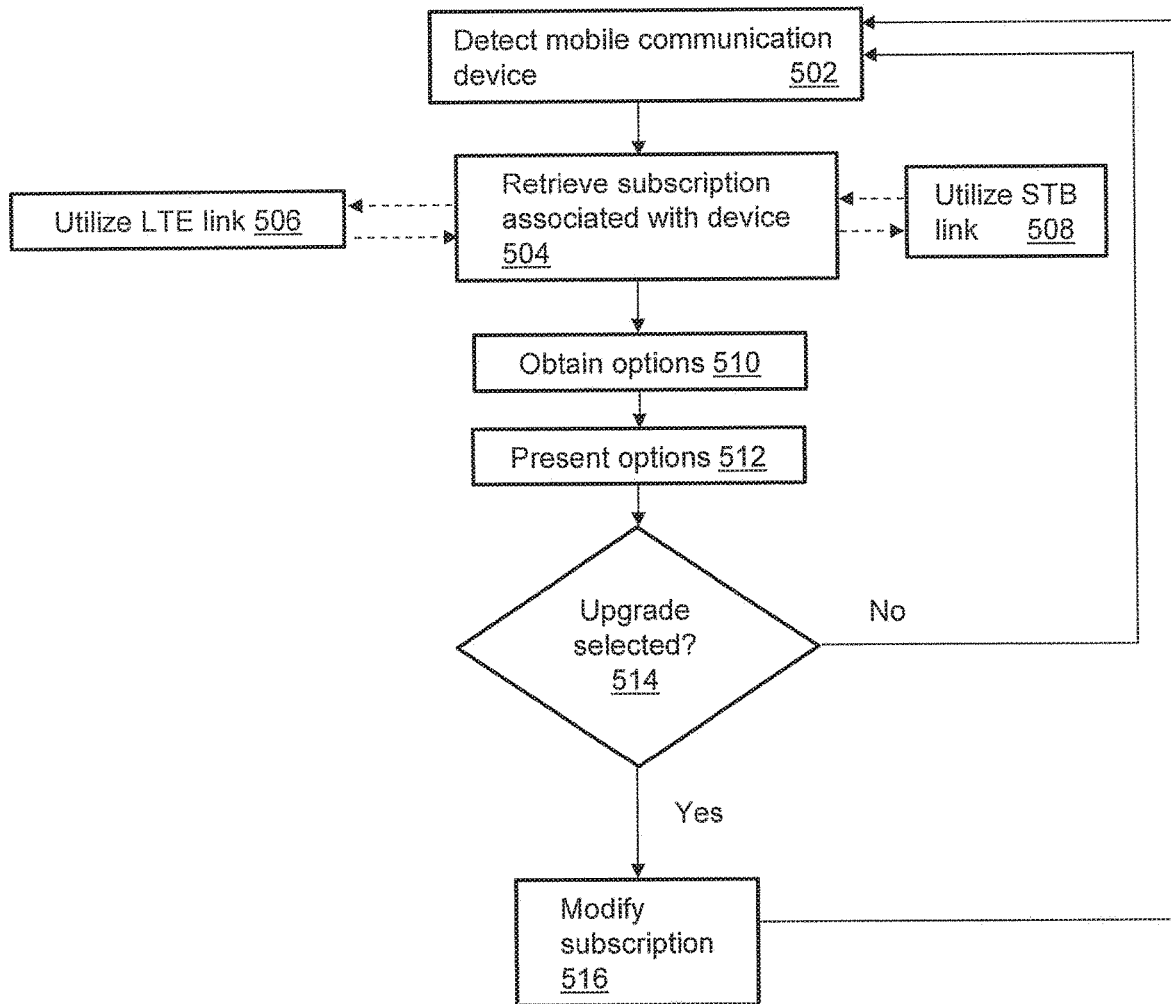 Detect mobile communication
device 502
Retrieve subscription
associated with device
504
Utilize LTE link 506
Utilize STB
link 508
Obtain options 510
Present options 512
Upgrade
selected?
514
No
Yes
Modify
subscription
516